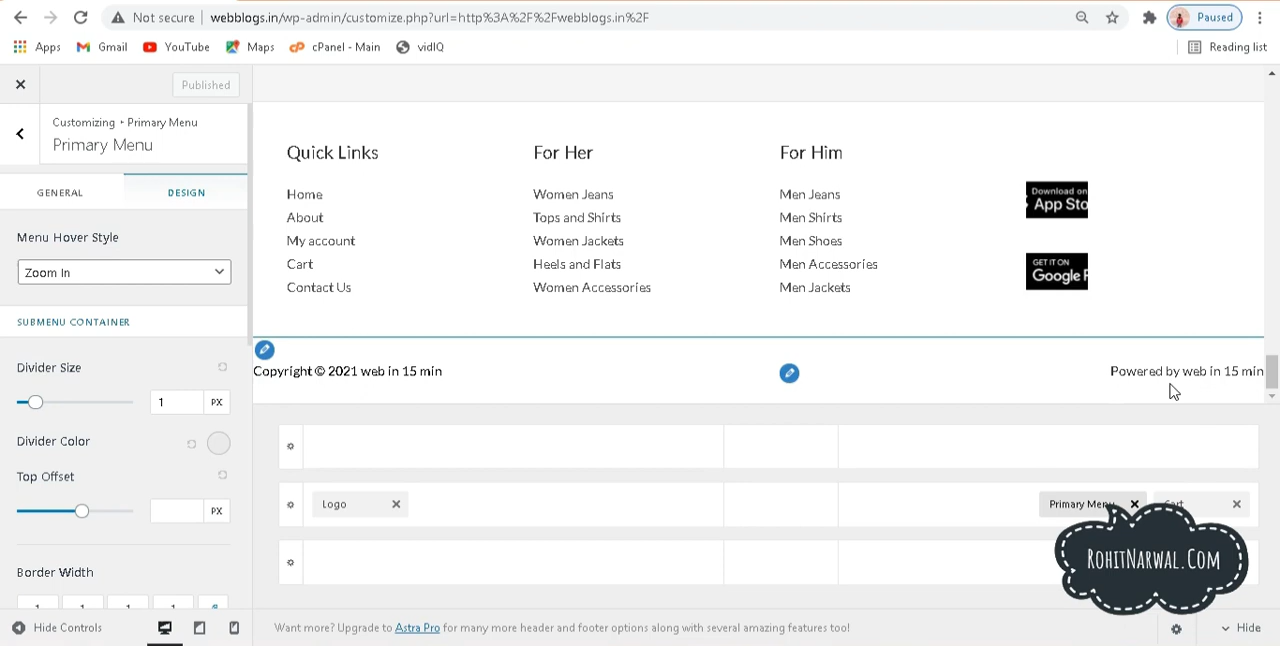 Not secure
webblogs.in/wp-admin/customize.php?url=http%3A%2F%2Fwebblogs.in%2F
Paused
Apps
Gmail
YouTube
Maps
cPanel - Main
vidIQ
Reading list
Published
Customizing ‣ Primary Menu
Primary Menu
GENERAL
DESIGN
Menu Hover Style
Zoom In
SUBMENU CONTAINER
Divider Size
1
PX
Divider Color
Top Offset
PX
Border Width
1 1 1 1
Quick Links
Home
About
My account
Cart
Contact Us
For Her
Women Jeans
Tops and Shirts
Women Jackets
Heels and Flats
Women Accessories
For Him
Men Jeans
Men Shirts
Men Shoes
Men Accessories
Men Jackets
Download on
App Sto
GET IT ON
Google P
Copyright © 2021 web in 15 min
Powered by web in 15 min
Logo
Primary Menu
Cart
RohitNarwal.Com
Hide Controls
Want more? Upgrade to Astra Pro for many more header and footer options along with several amazing features too!
Hide